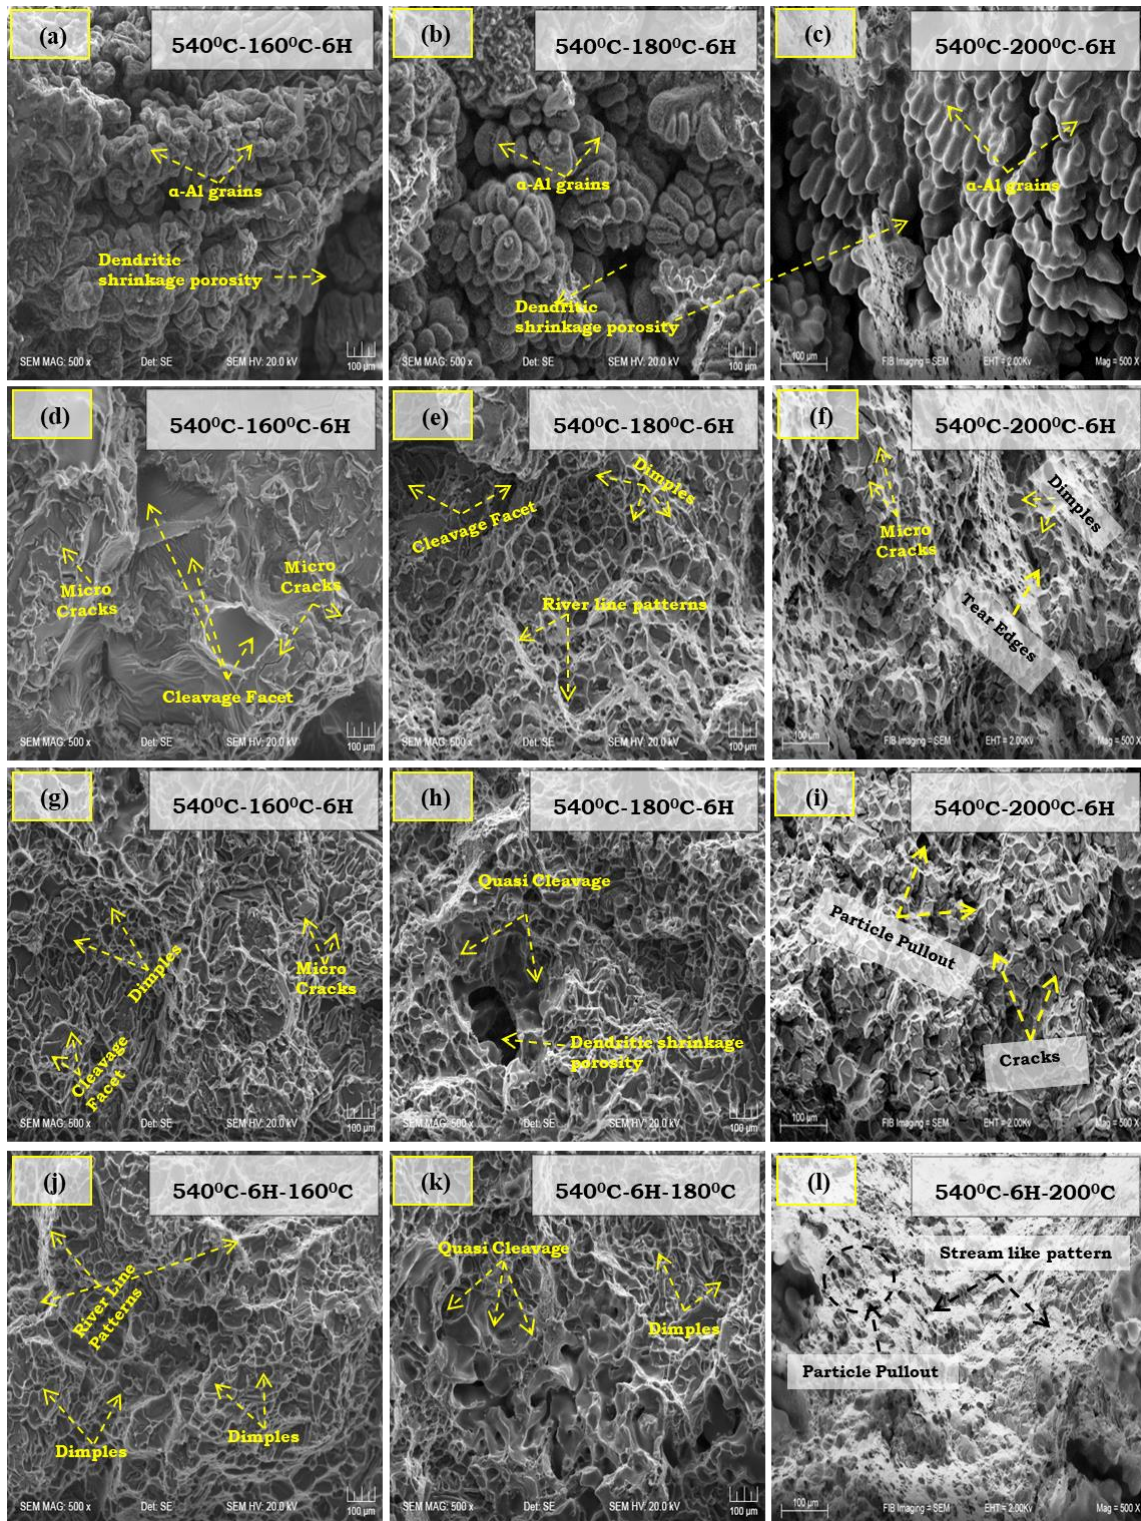 (a)
540⁰C-160⁰C-6H
α-Al grains
Dendritic
shrinkage porosity
SEM MAG: 500 x
Det: SE
SEM HV: 20.0 kV
100 µm
(b)
540⁰C-180⁰C-6H
α-Al grains
Dendritic
shrinkage porosity
SEM MAG: 500 x
Det: SE
SEM HV: 20.0 kV
100 µm
(c)
540⁰C-200⁰C-6H
α-Al grains
100 µm
FIB Imaging = SEM
EHT = 2.00Kv
Mag = 500 X
(d)
540⁰C-160⁰C-6H
Micro
Cracks
Micro
Cracks
Cleavage Facet
SEM MAG: 500 x
Det: SE
SEM HV: 20.0 kV
100 µm
(e)
540⁰C-180⁰C-6H
Dimples
Cleavage Facet
River line patterns
SEM MAG: 500 x
Det: SE
SEM HV: 20.0 kV
100 µm
(f)
540⁰C-200⁰C-6H
Dimples
Micro
Cracks
Tear Edges
100 µm
FIB Imaging = SEM
EHT = 2.00Kv
Mag = 500 X
(g)
540⁰C-160⁰C-6H
Dimples
Micro
Cracks
Cleavage
Facet
SEM MAG: 500 x
Det: SE
SEM HV: 20.0 kV
100 µm
(h)
540⁰C-180⁰C-6H
Quasi Cleavage
Dendritic shrinkage
porosity
SEM MAG: 500 x
Det: SE
SEM HV: 20.0 kV
100 µm
(i)
540⁰C-200⁰C-6H
Particle Pullout
Cracks
100 µm
FIB Imaging = SEM
EHT = 2.00Kv
Mag = 500 X
(j)
540⁰C-6H-160⁰C
River Line
Patterns
Dimples
Dimples
SEM MAG: 500 x
Det: SE
SEM HV: 20.0 kV
100 µm
(k)
540⁰C-6H-180⁰C
Quasi Cleavage
Dimples
SEM MAG: 500 x
Det: SE
SEM HV: 20.0 kV
100 µm
(l)
540⁰C-6H-200⁰C
Stream like pattern
Particle Pullout
100 µm
FIB Imaging = SEM
EHT = 2.00Kv
Mag = 500 X